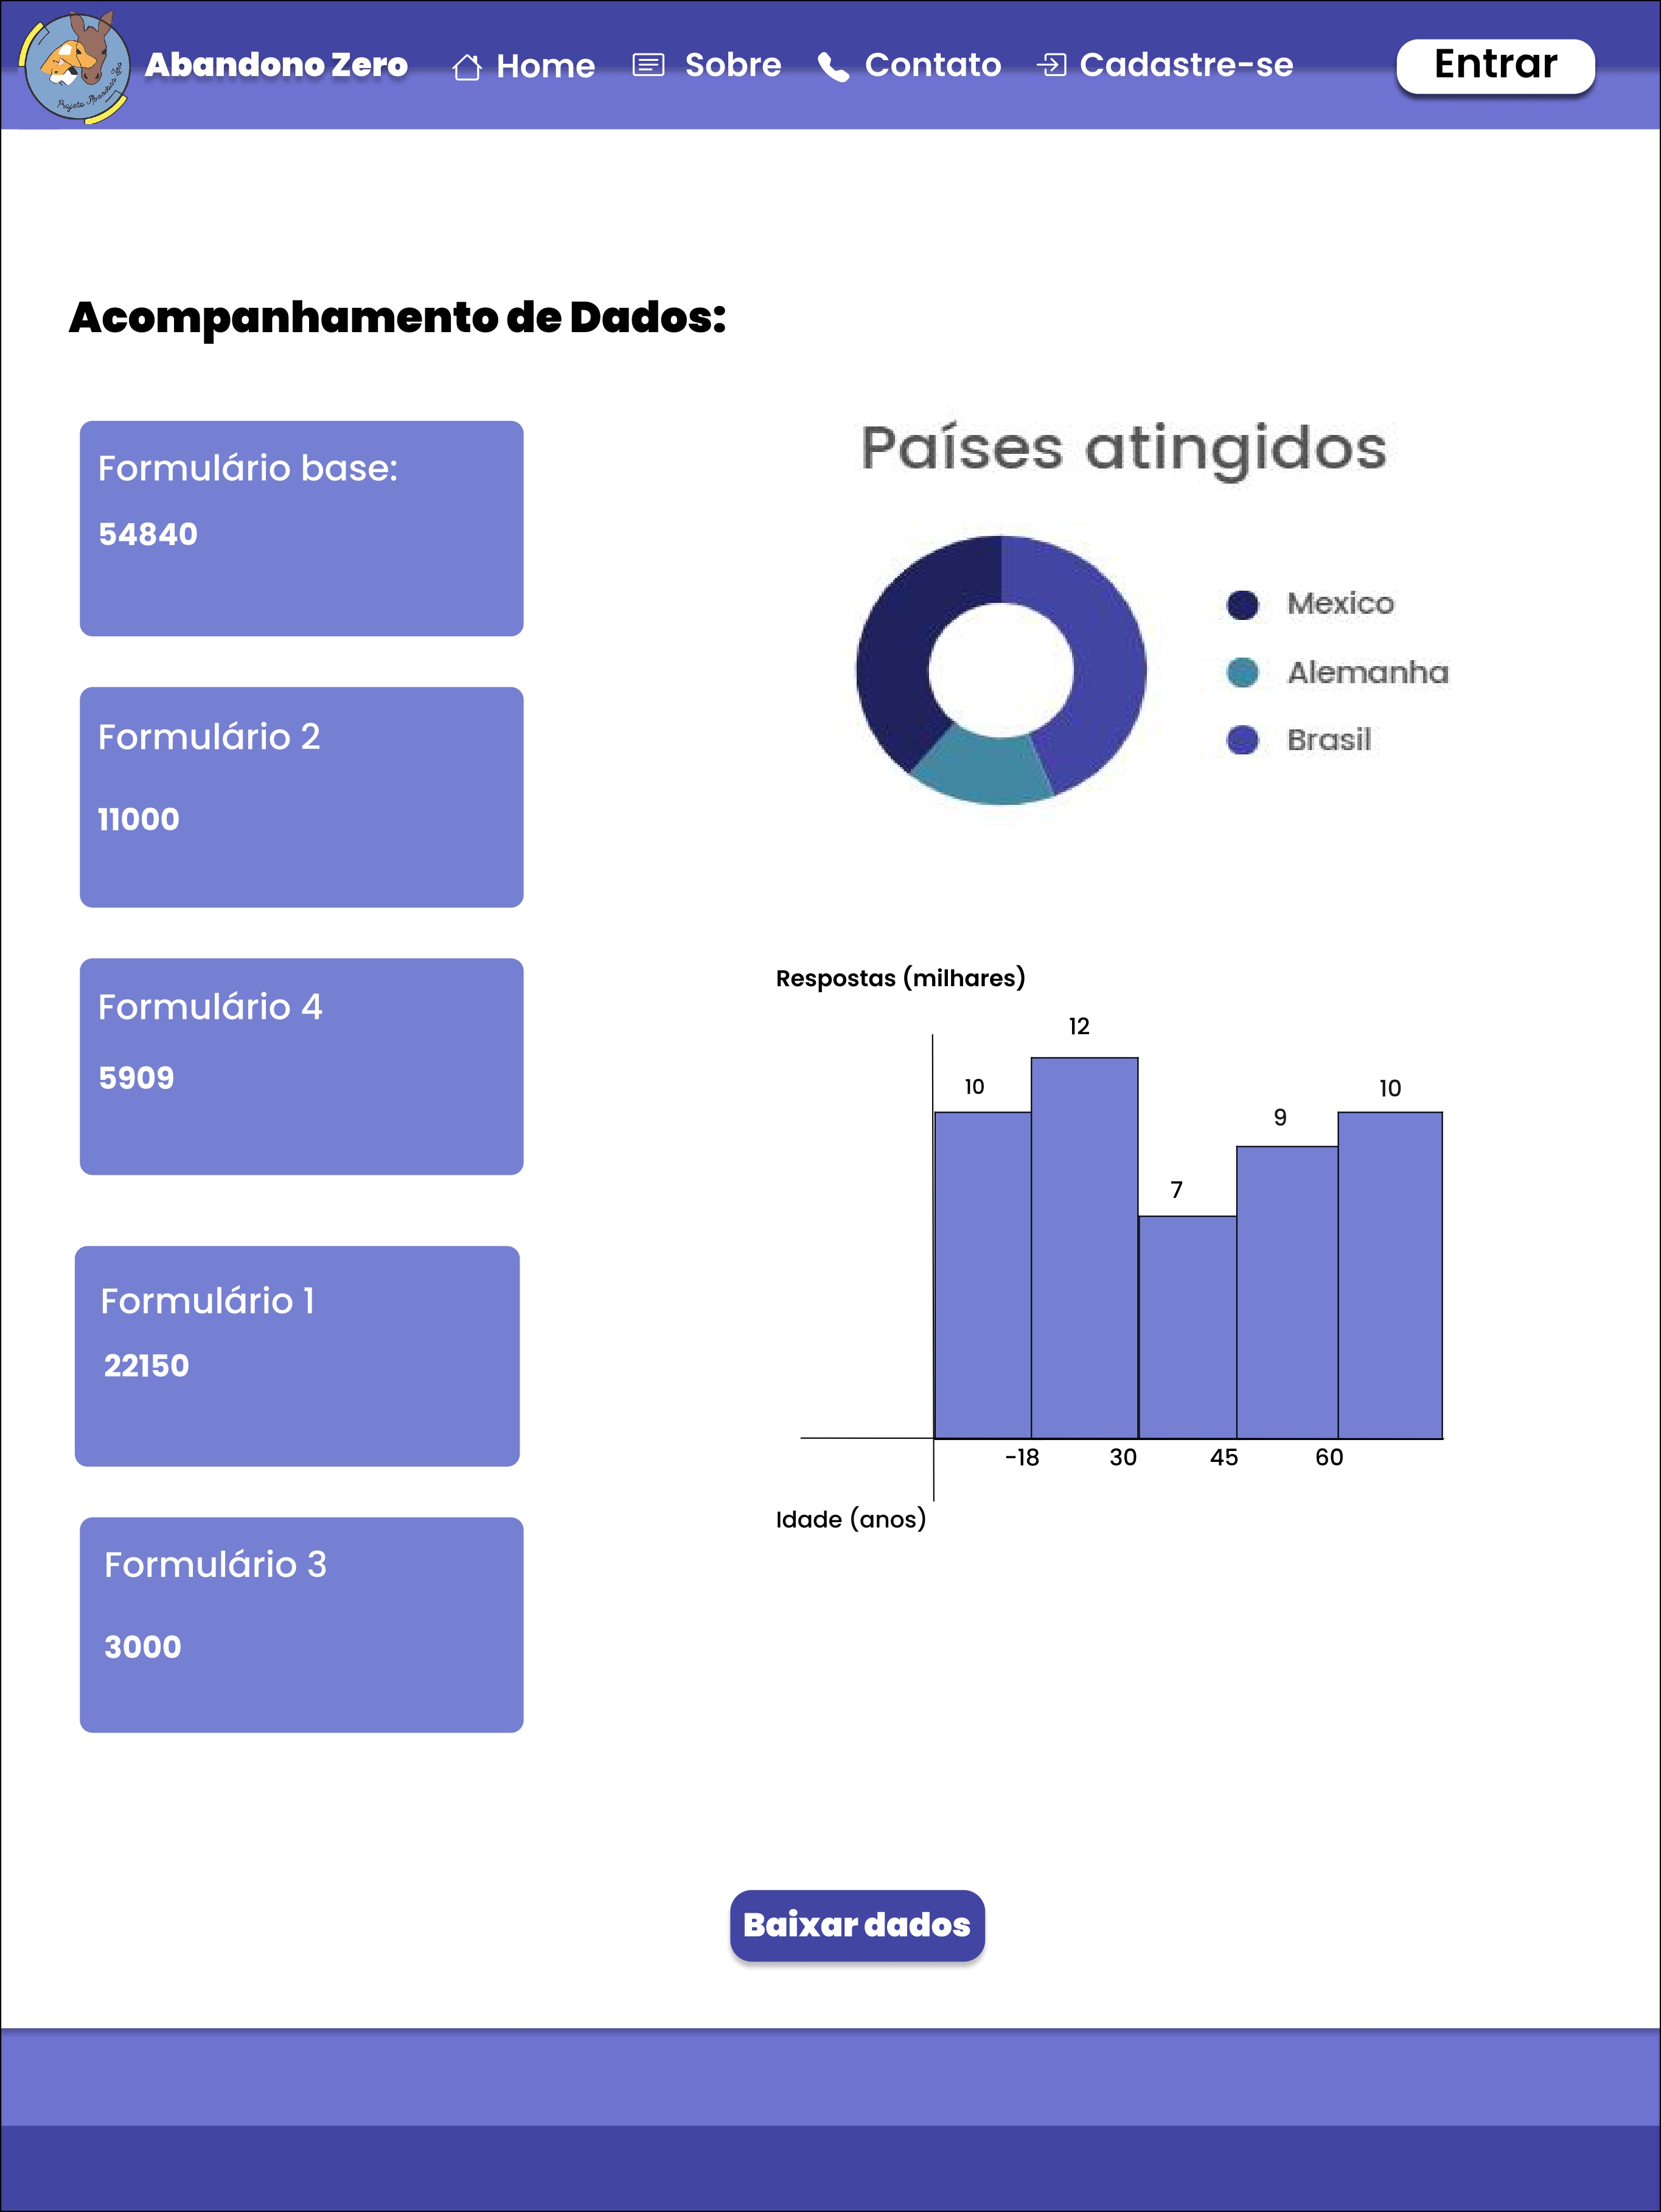 Abandono Zero
Home
Sobre
Contato
Cadastre-se
Entrar
Projeto
Acompanhamento de Dados:
Formulário base:
54840
Formulário 2
11000
Formulário 4
5909
Formulário 1
22150
Formulário 3
3000
Países atingidos
Mexico
Alemanha
Brasil
Respostas (milhares)
12
10
10
9
7
-18 30 45 60
Idade (anos)
Baixar dados